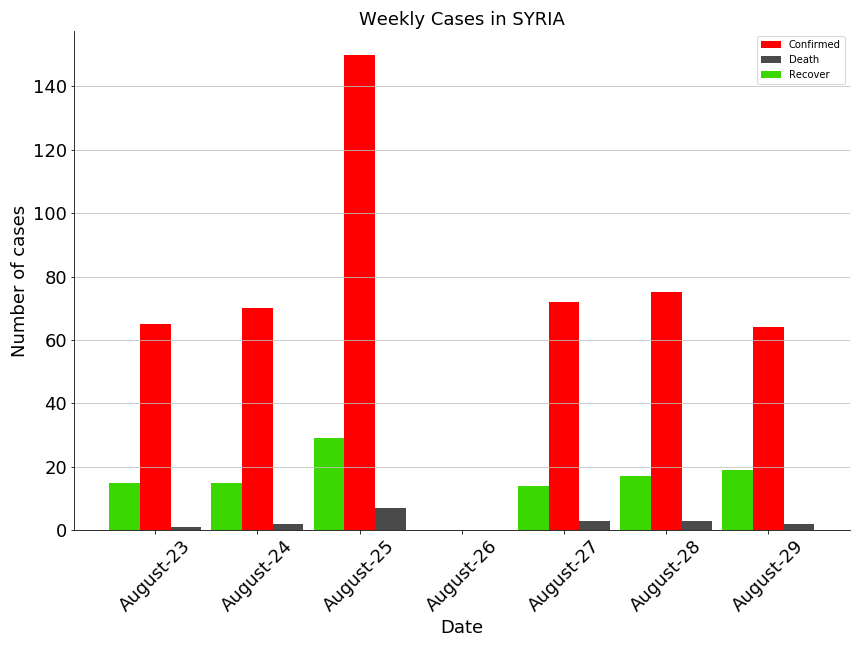 Weekly Cases in SYRIA
Confirmed
Death
Recover
Number of cases
140
120
100
80
60
40
20
0
August-23
August-24
August-25
August-26
August-27
August-28
August-29
Date